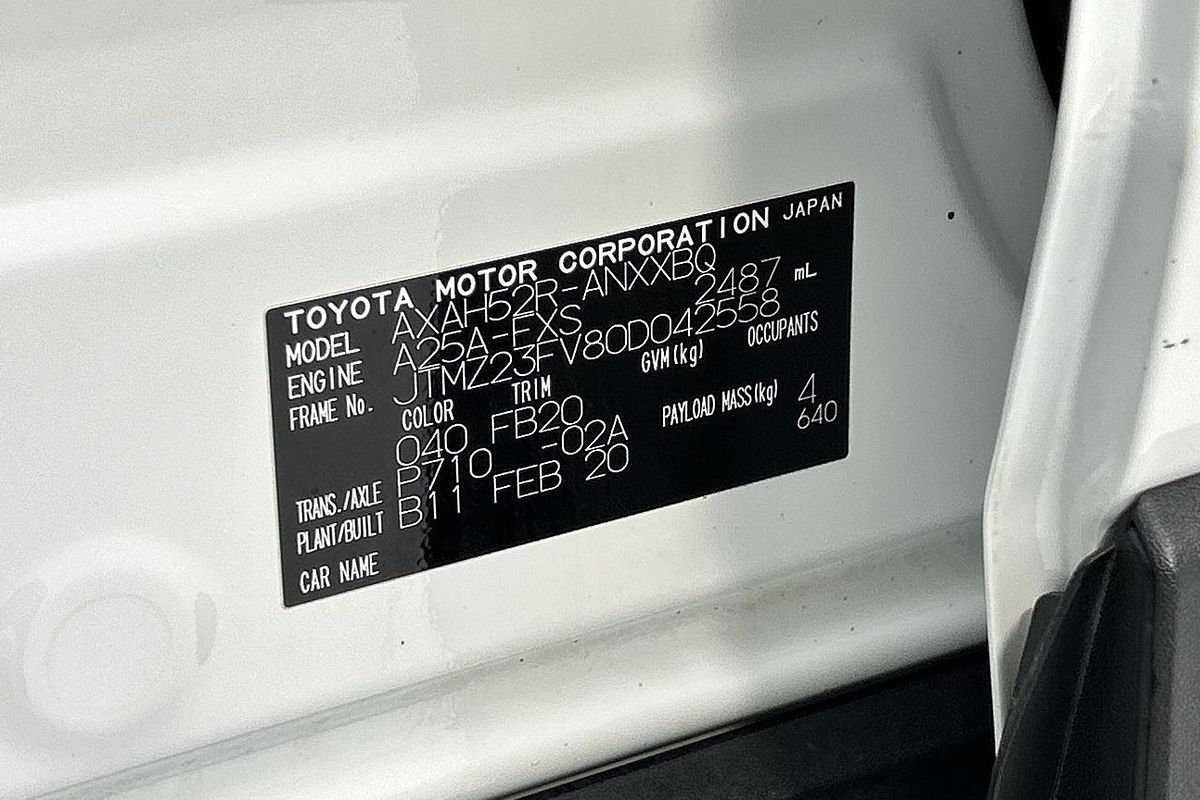 TOYOTA MOTOR CORPORATION JAPAN
MODEL AXAH52R-ANXXBQ
ENGINE A25A-FXS 2487 mL
FRAME No. JTMZ23FV80D042558
COLOR TRIM GVM(kg) OCCUPANTS
040 FB20 PAYLOAD MASS(kg) 4
TRANS./AXLE P710 -02A 640
PLANT/BUILT B11 FEB 20
CAR NAME